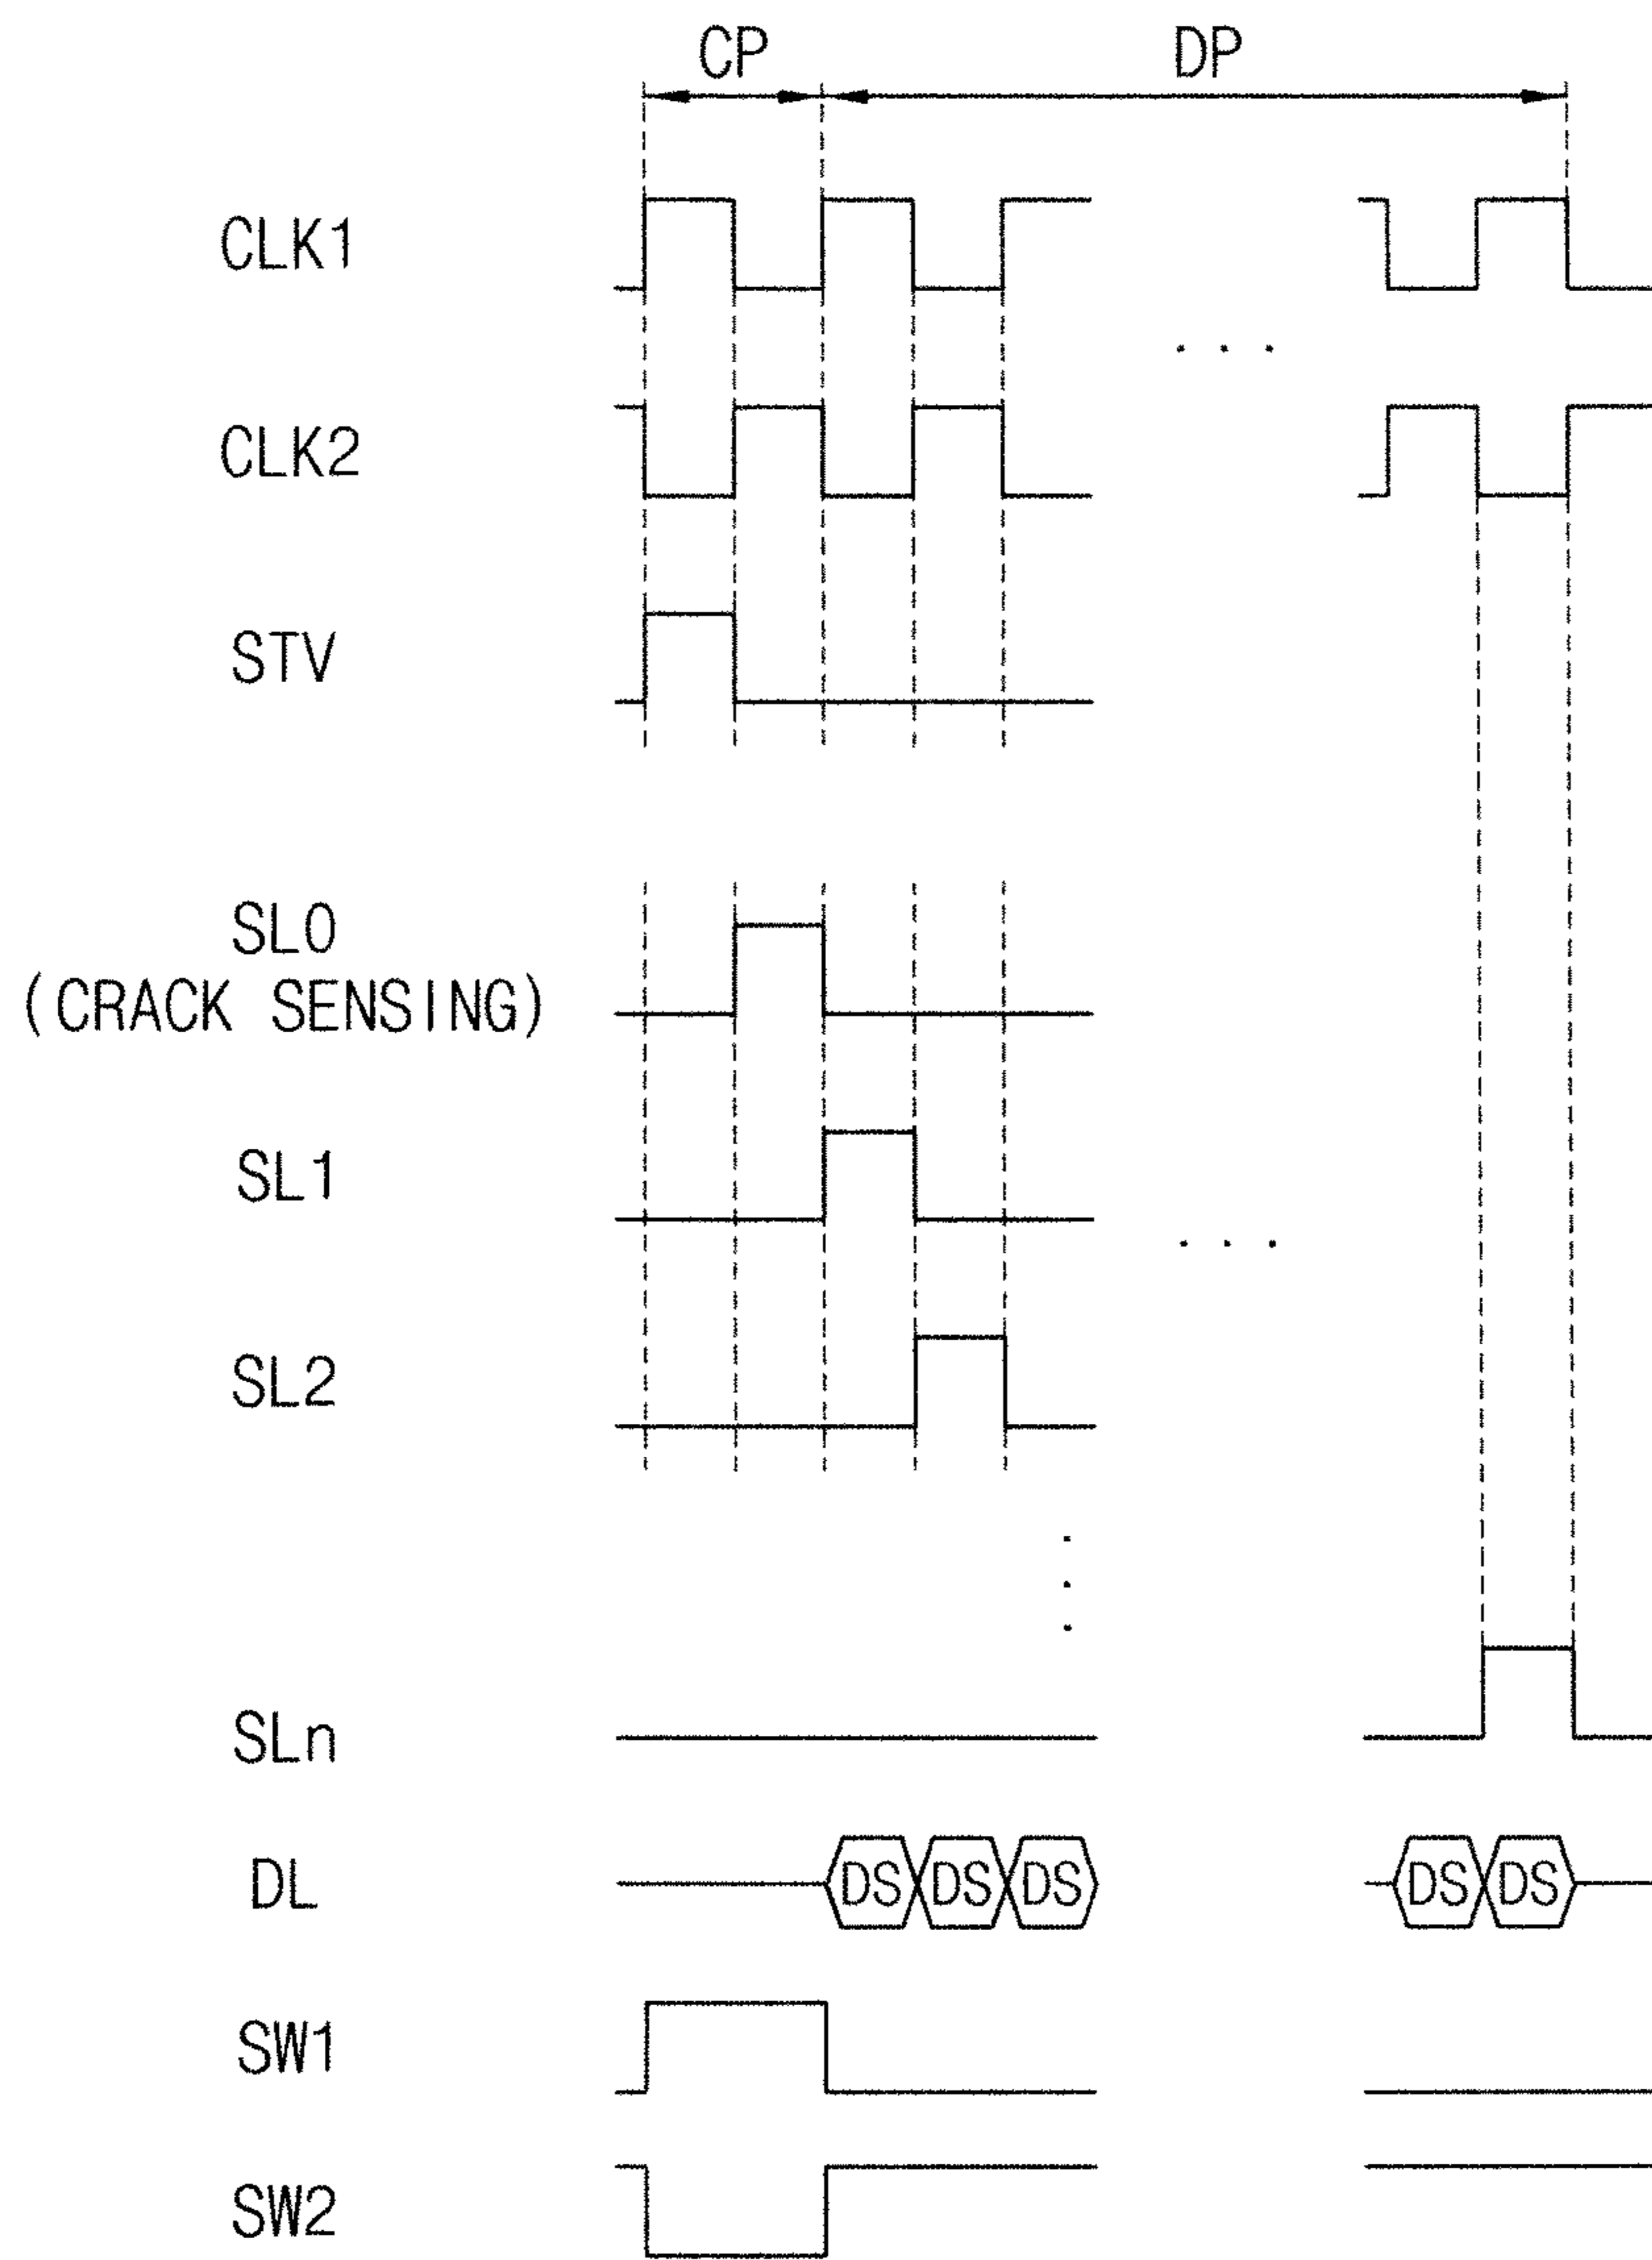 CP DP
CLK1
. . .
CLK2
STV
SL0
(CRACK SENSING)
SL1
. . .
SL2
SLn
DL DS DS DS DS DS
SW1
SW2